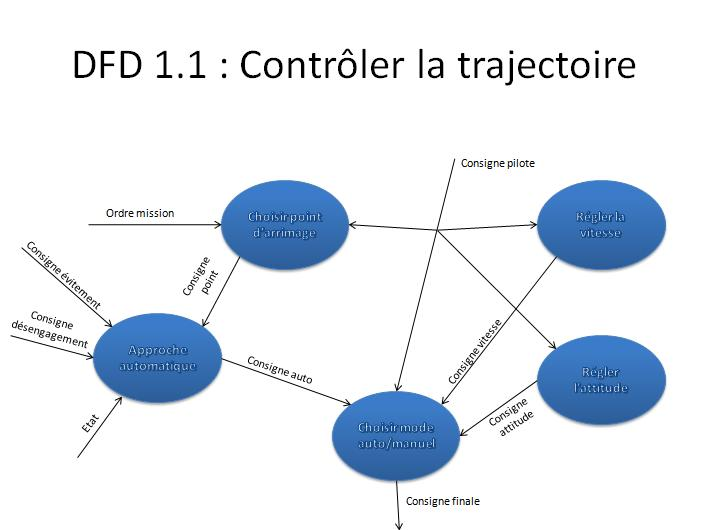 DFD 1.1 : Contrôler la trajectoire
Consigne pilote
Ordre mission
Choisir point
d'arrimage
Régler la
vitesse
Consigne évitement
Consigne
point
Consigne
désengagement
Approche
automatique
Consigne auto
Consigne vitesse
Régler
l'attitude
Etat
Consigne
attitude
Choisir mode
auto/manuel
Consigne finale